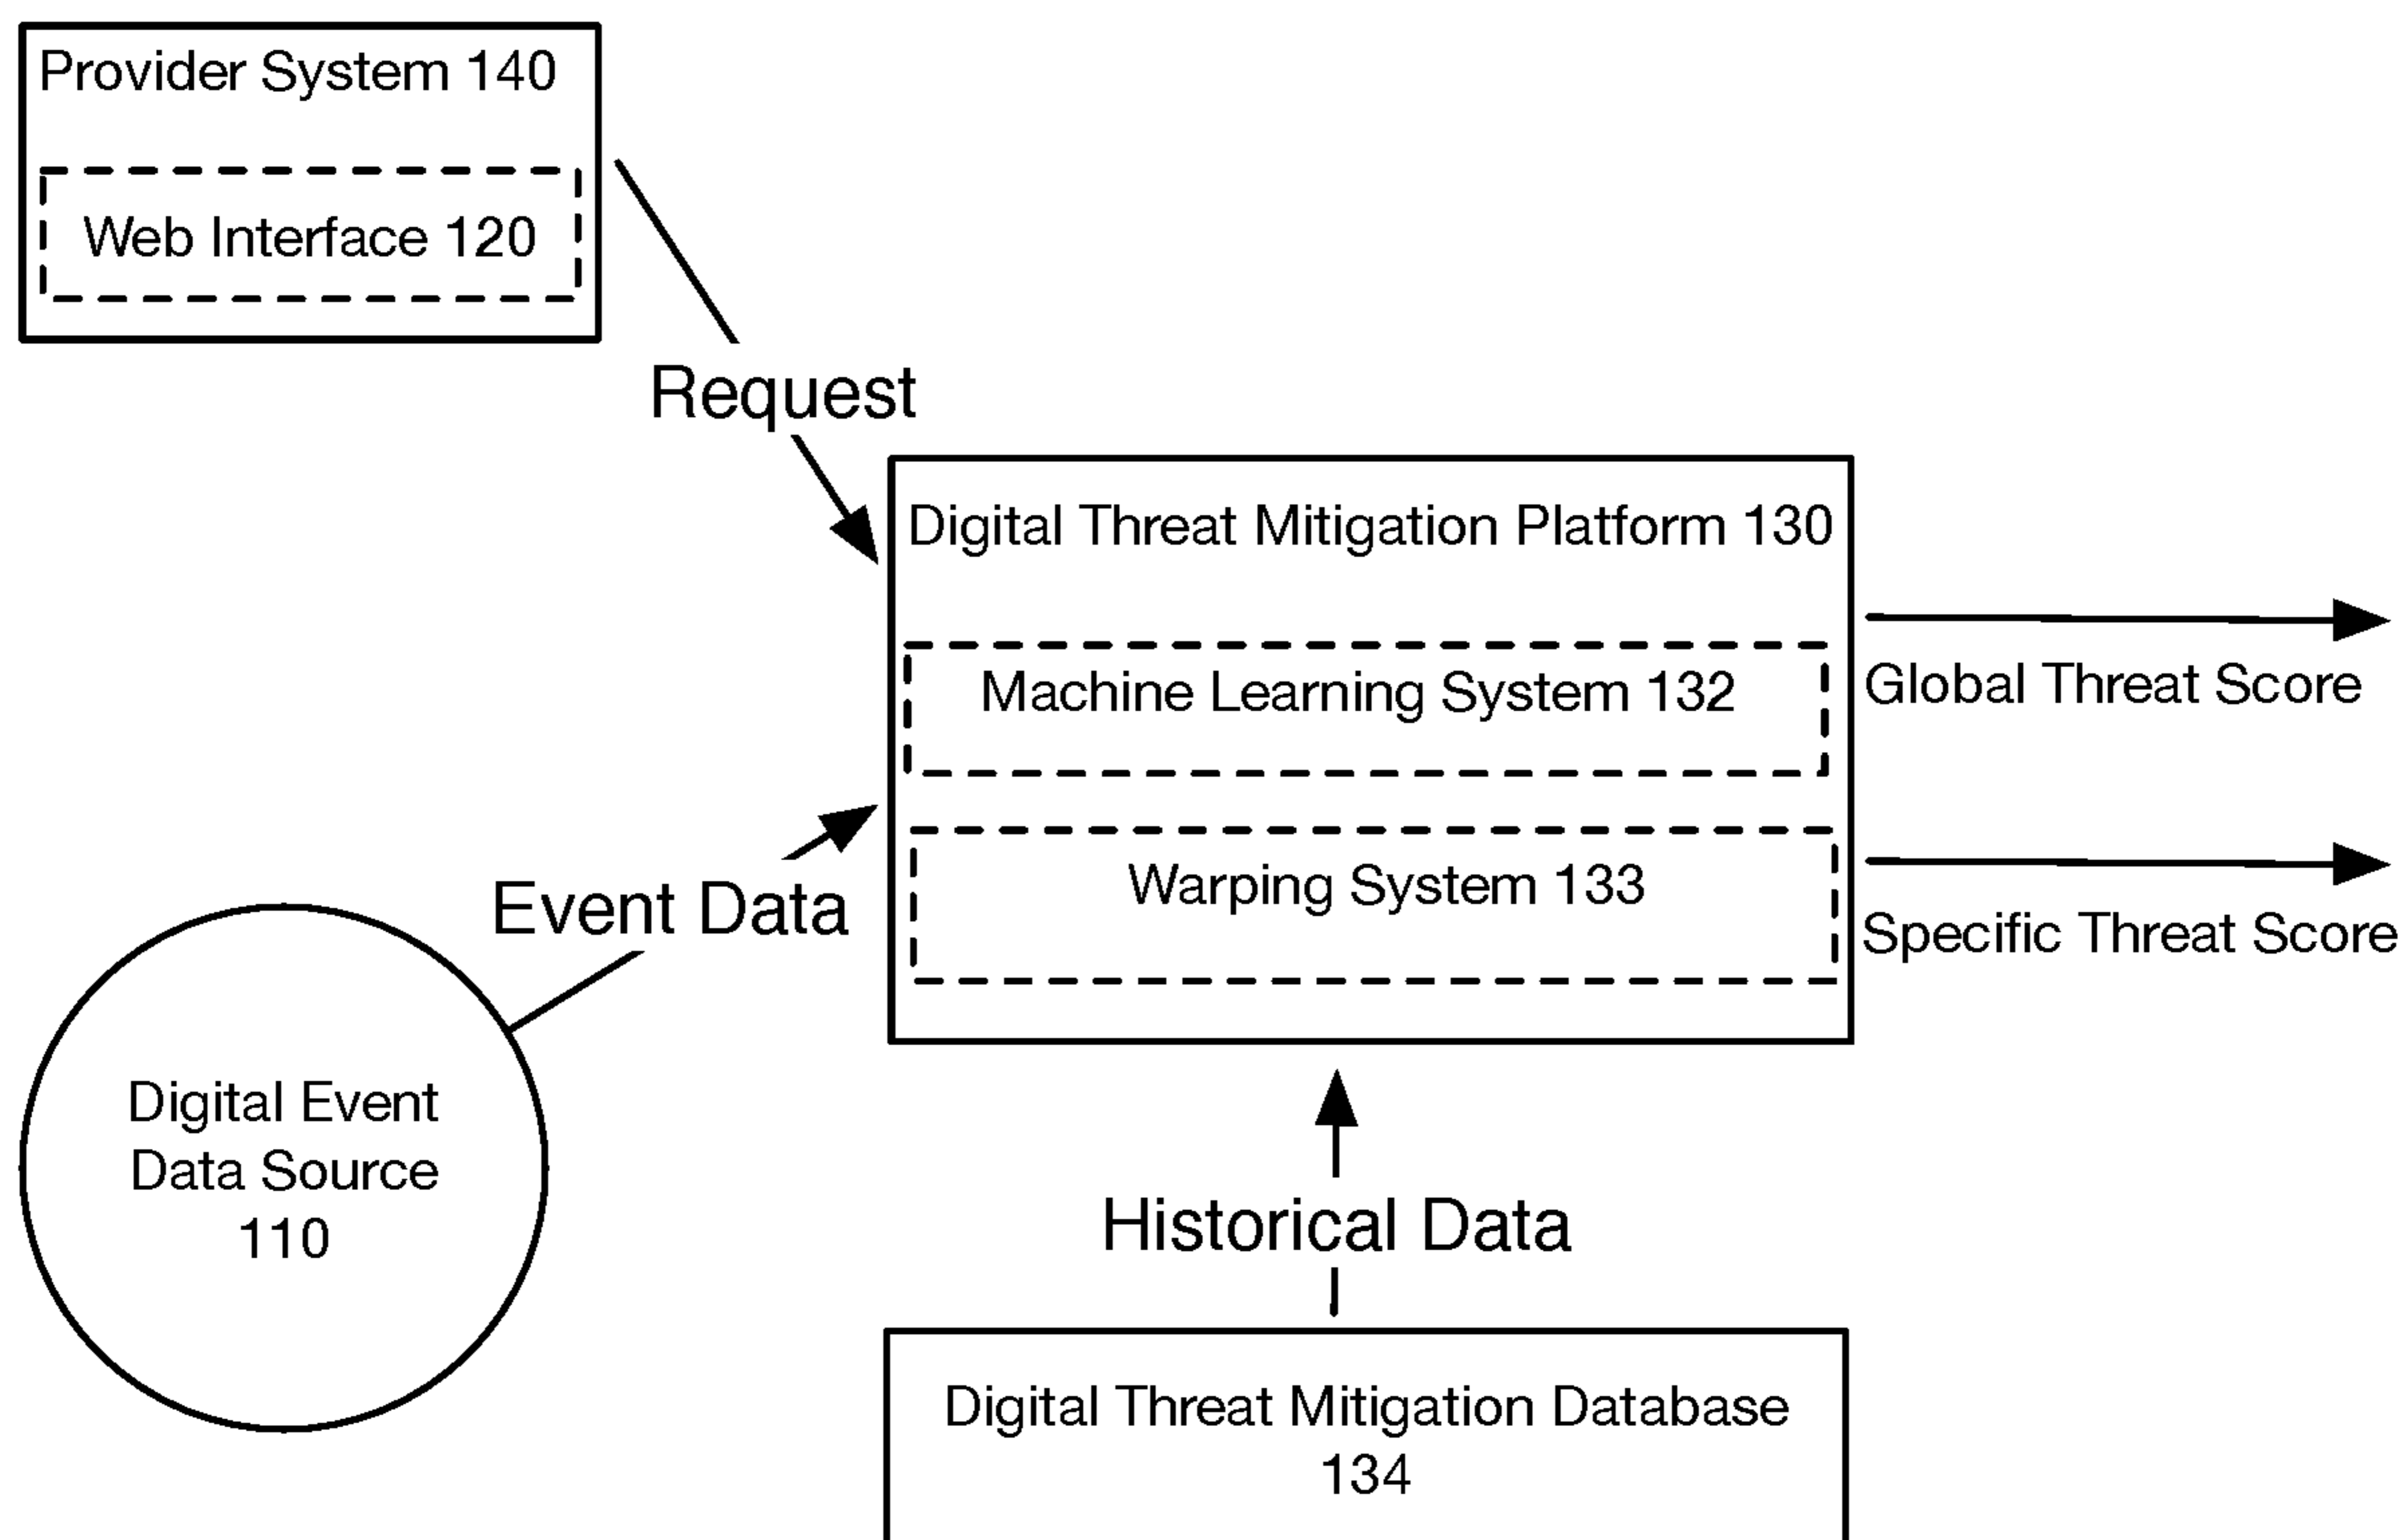 Provider System 140
Web Interface 120
Request
Digital Threat Mitigation Platform 130
Machine Learning System 132
Global Threat Score
Warping System 133
Event Data
Specific Threat Score
Digital Event
Data Source
110
Historical Data
Digital Threat Mitigation Database
134